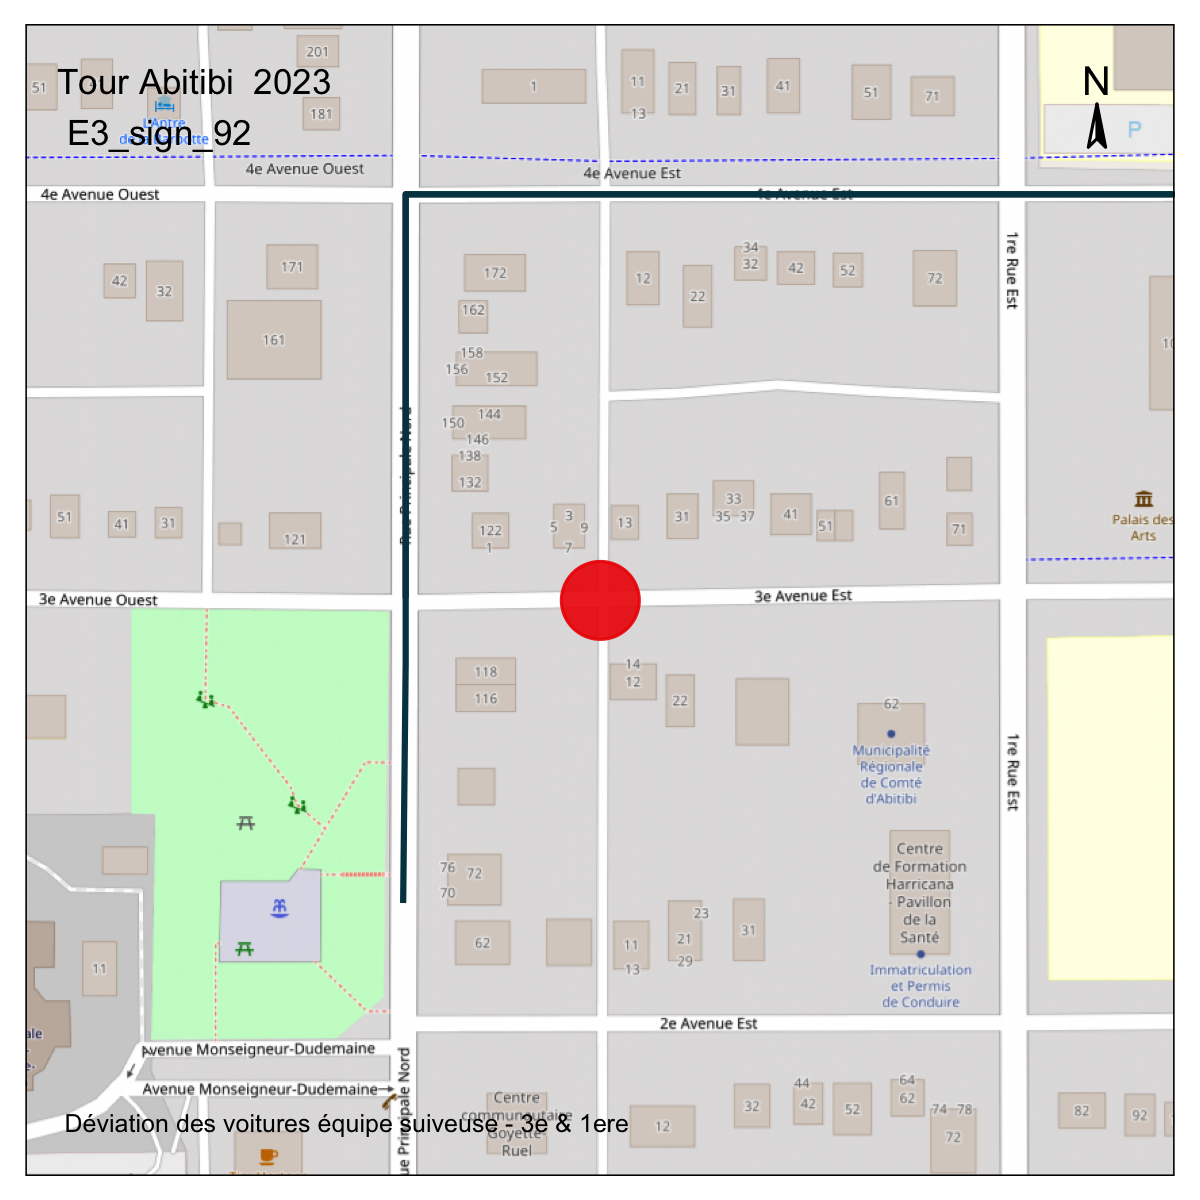 201
51
Tour Abitibi 2023
1
11
21
31
41
51
71
N
13
181
L'Antre
de la Marmotte
E3_sign_92
P
4e Avenue Ouest
4e Avenue Est
4e Avenue Ouest
4e Avenue Est
1re Rue Est
42
32
171
172
12
22
34
32
42
52
72
162
161
158
156
152
10
144
150
146
Rue Principale Nord
138
132
51
41
31
121
122
1
3
5
9
7
13
31
33
35
37
41
51
61
71
Palais des
Arts
3e Avenue Ouest
3e Avenue Est
118
116
14
12
22
62
Municipalité
Régionale
de Comté
d'Abitibi
1re Rue Est
76
72
70
62
Centre
de Formation
Harricana
- Pavillon
de la
Santé
11
11
13
23
21
29
31
Immatriculation
et Permis
de Conduire
2e Avenue Est
ale
Avenue Monseigneur-Dudemaine
Avenue Monseigneur-Dudemaine
ue Principale Nord
Centre
communautaire
Goyette-
Ruel
Déviation des voitures équipe suiveuse - 3e & 1ere
12
32
44
42
52
64
62
74
78
72
82
92